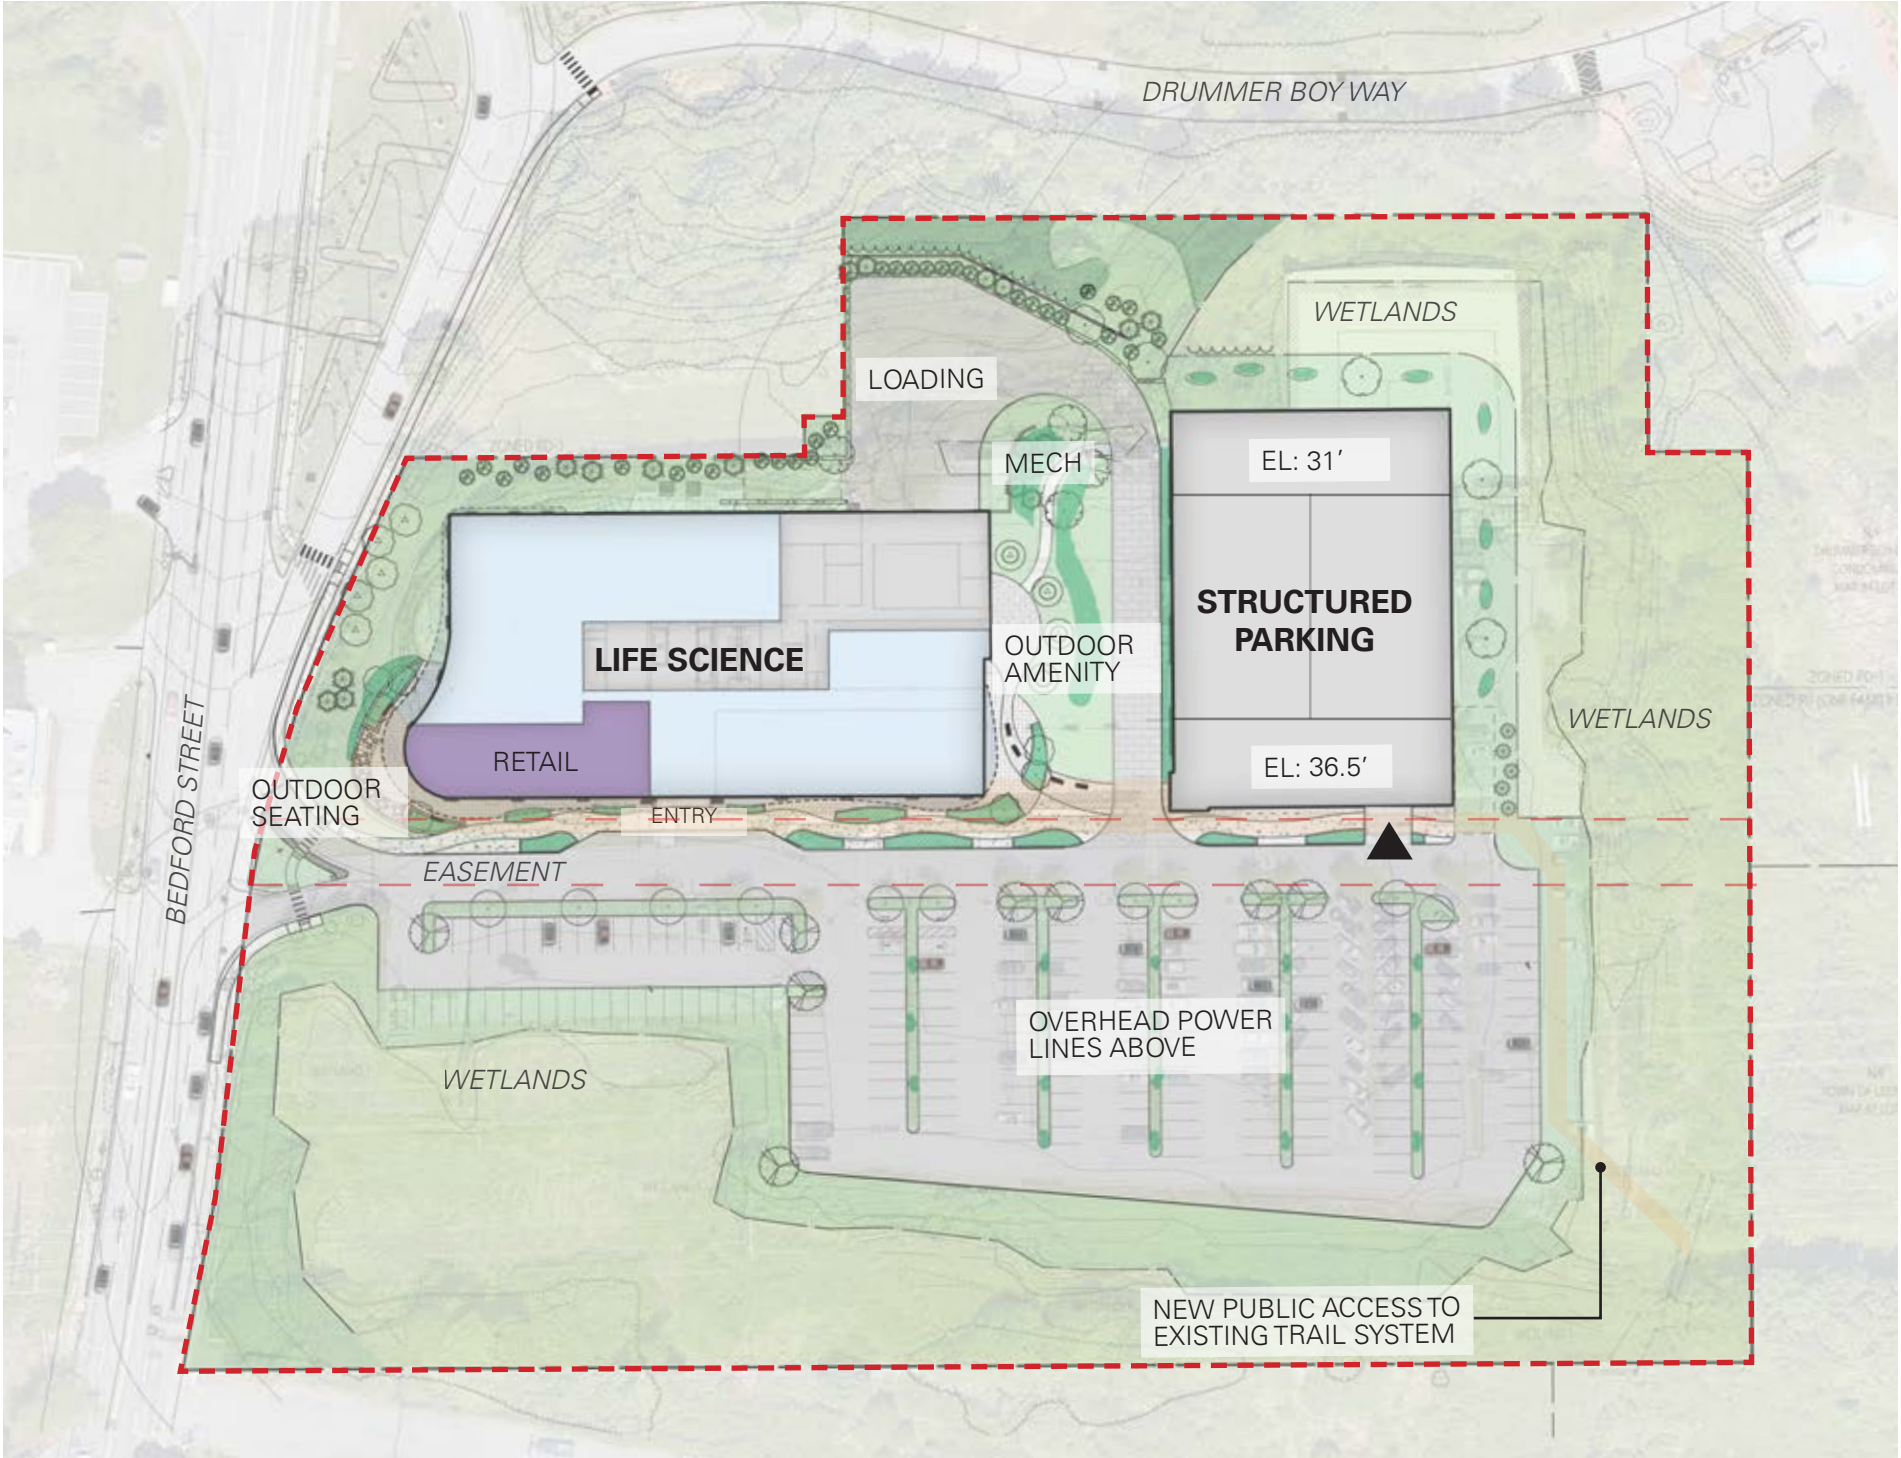 DRUMMER BOY WAY
WETLANDS
LOADING
MECH
EL: 31'
STRUCTURED
PARKING
LIFE SCIENCE
OUTDOOR
AMENITY
WETLANDS
BEDFORD STREET
RETAIL
EL: 36.5'
OUTDOOR
SEATING
ENTRY
EASEMENT
OVERHEAD POWER
LINES ABOVE
WETLANDS
NEW PUBLIC ACCESS TO
EXISTING TRAIL SYSTEM